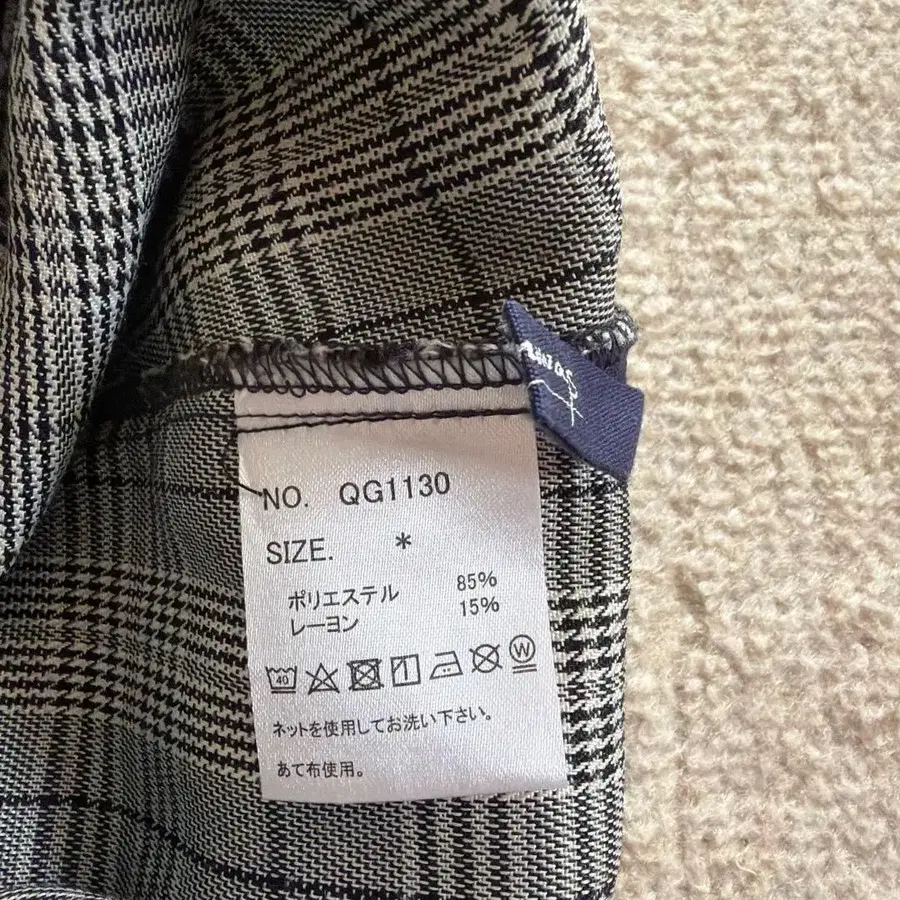 NO. QG1130
SIZE. *
ポリエステル 85%
レーヨン 15%
40 W
ネットを使用してお洗い下さい。
あて布使用。